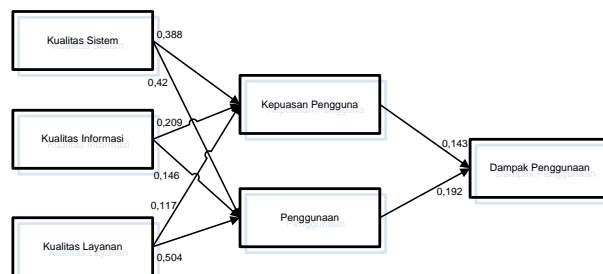 Kualitas Sistem
0,388
0,42
Kepuasan Pengguna
Kualitas Informasi
0,209
0,143
0,146
Dampak Penggunaan
0,192
0,117
Penggunaan
Kualitas Layanan
0,504